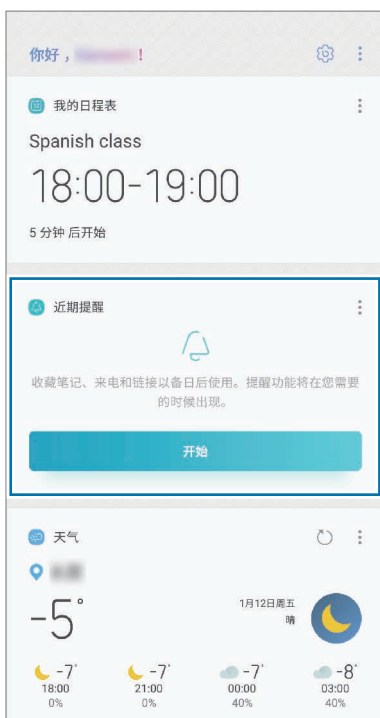 你好， !
我的日程表
Spanish class
18:00-19:00
5 分钟 后开始
近期提醒
收藏笔记、来电和链接以备日后使用。提醒功能将在您需要
的时候出现。
开始
天气
-5°
1月12日周五
晴
-7° -7° -7° -8°
18:00 21:00 00:00 03:00
0% 0% 40% 40%